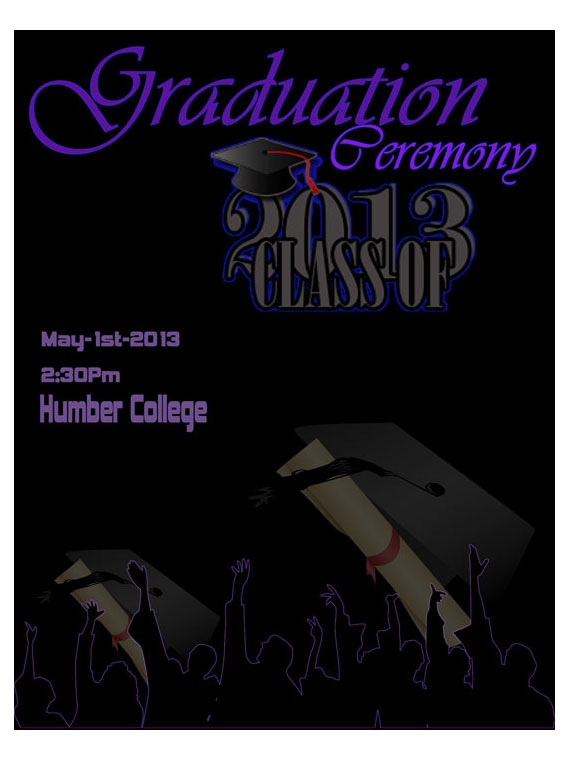 Graduation
Ceremony
2013
CLASS OF
May-1st-2013
2:30Pm
Humber College